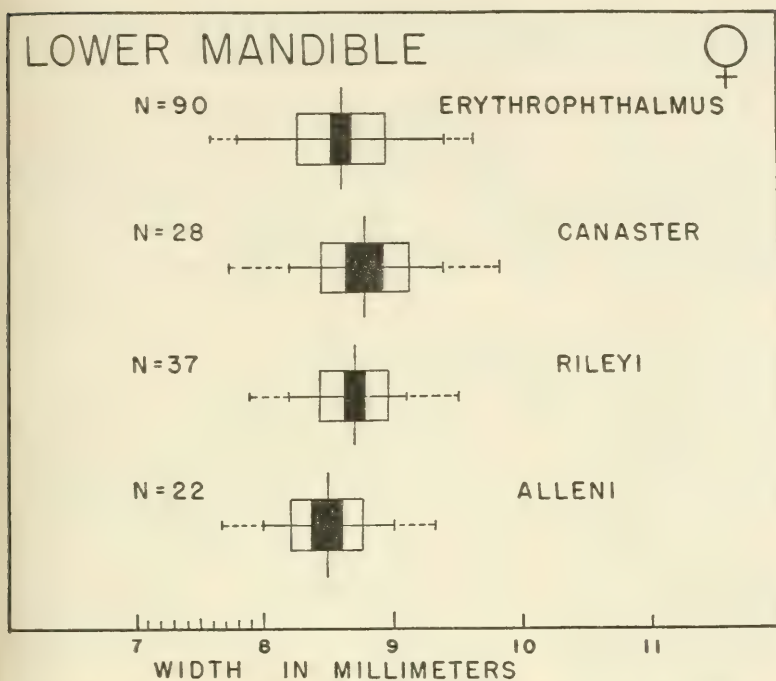 LOWER MANDIBLE ♀
N=90 ERYTHROPHTHALMUS
N=28 CANASTER
N=37 RILEYI
N=22 ALLENI
7 8 9 10 11
WIDTH IN MILLIMETERS